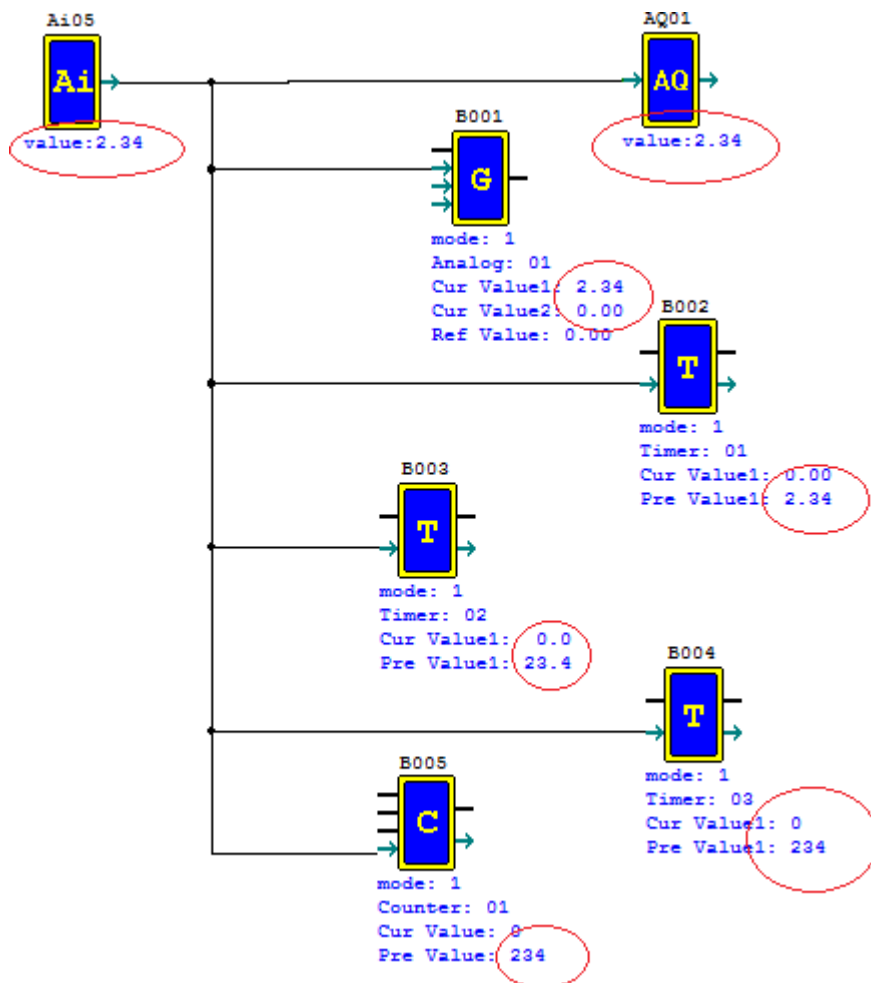 Ai05
Ai
value:2.34
AQ01
AQ
value:2.34
B001
G
mode: 1
Analog: 01
Cur Value1: 2.34
Cur Value2: 0.00
Ref Value: 0.00
B002
T
mode: 1
Timer: 01
Cur Value1: 0.00
Pre Value1: 2.34
B003
T
mode: 1
Timer: 02
Cur Value1: 0.0
Pre Value1: 23.4
B004
T
mode: 1
Timer: 03
Cur Value1: 0
Pre Value1: 234
B005
C
mode: 1
Counter: 01
Cur Value: 0
Pre Value: 234